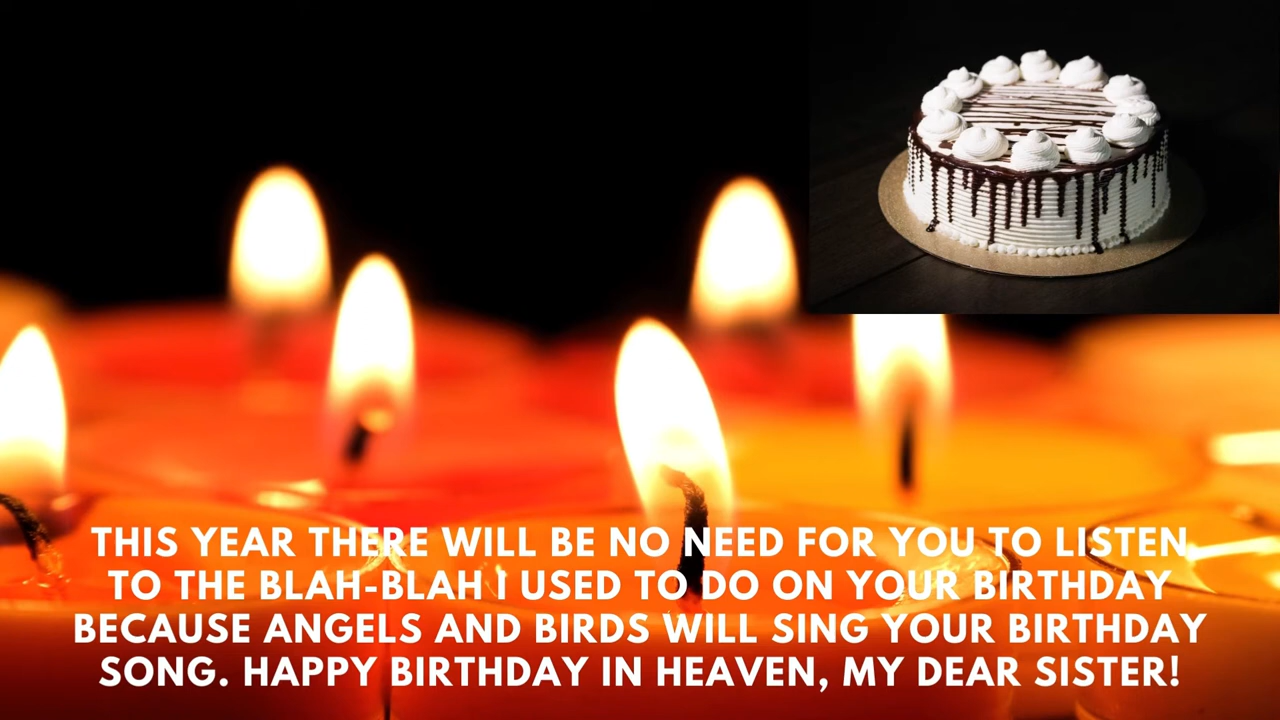 THIS YEAR THERE WILL BE NO NEED FOR YOU TO LISTEN
TO THE BLAH-BLAH I USED TO DO ON YOUR BIRTHDAY
BECAUSE ANGELS AND BIRDS WILL SING YOUR BIRTHDAY
SONG. HAPPY BIRTHDAY IN HEAVEN, MY DEAR SISTER!